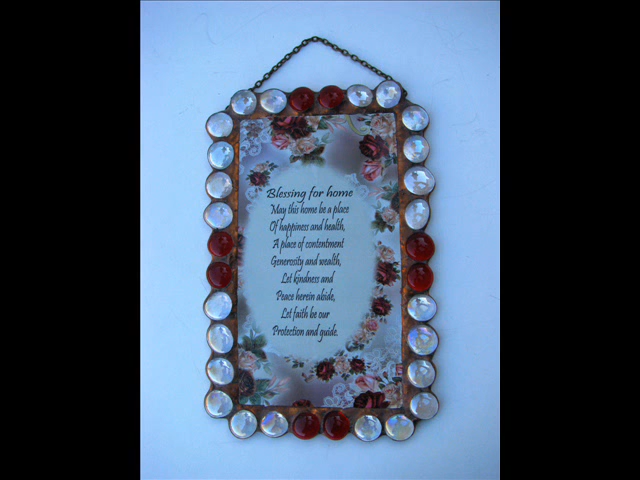 Blessing for home
May this home be a place
Of happiness and health,
A place of contentment
Generosity and wealth,
Let kindness and
Peace herein abide,
Let faith be our
Protection and guide.